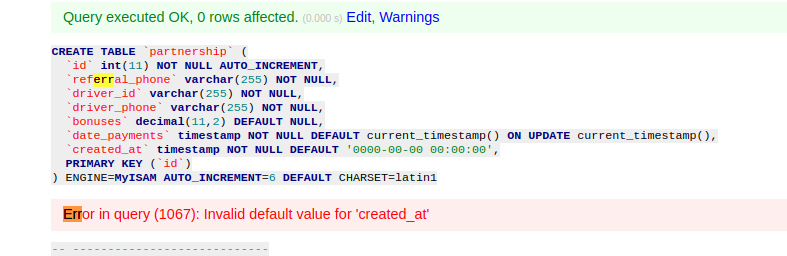 Query executed OK, 0 rows affected. (0.000 s) Edit, Warnings
CREATE TABLE `partnership` (
  `id` int(11) NOT NULL AUTO_INCREMENT,
  `referral_phone` varchar(255) NOT NULL,
  `driver_id` varchar(255) NOT NULL,
  `driver_phone` varchar(255) NOT NULL,
  `bonuses` decimal(11,2) DEFAULT NULL,
  `date_payments` timestamp NOT NULL DEFAULT current_timestamp() ON UPDATE current_timestamp(),
  `created_at` timestamp NOT NULL DEFAULT '0000-00-00 00:00:00',
  PRIMARY KEY (`id`)
) ENGINE=MyISAM AUTO_INCREMENT=6 DEFAULT CHARSET=latin1
Error in query (1067): Invalid default value for 'created_at'
-- ----------------------------